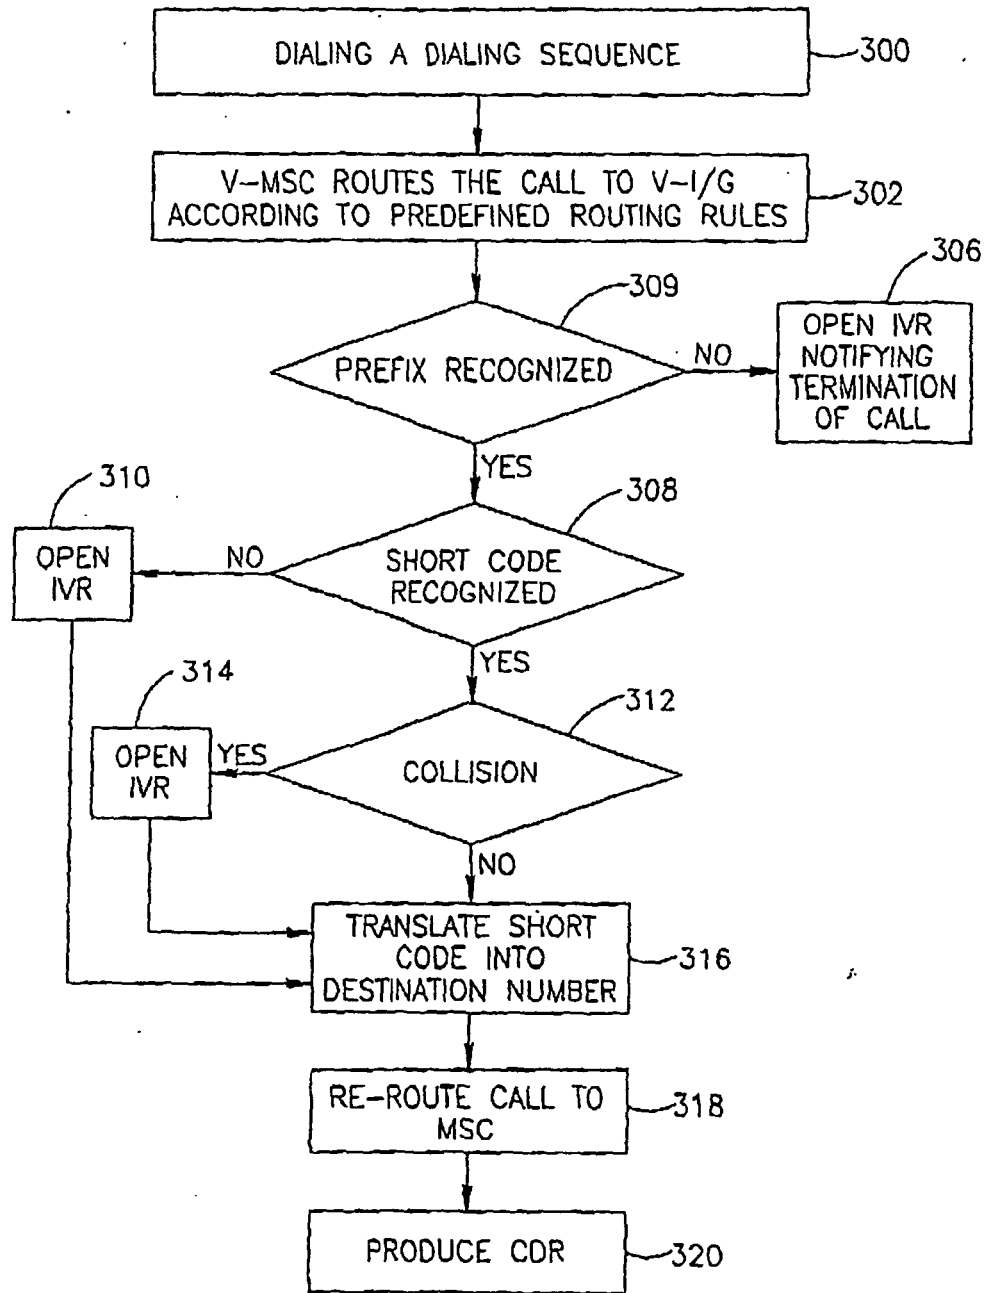 DIALING A DIALING SEQUENCE
300
V-MSC ROUTES THE CALL TO V-I/G
ACCORDING TO PREDEFINED ROUTING RULES
302
309
PREFIX RECOGNIZED
NO
306
OPEN IVR
NOTIFYING
TERMINATION
OF CALL
YES
308
SHORT CODE
RECOGNIZED
NO
310
OPEN
IVR
YES
312
COLLISION
YES
314
OPEN
IVR
NO
TRANSLATE SHORT
CODE INTO
DESTINATION NUMBER
316
RE-ROUTE CALL TO
MSC
318
PRODUCE CDR
320